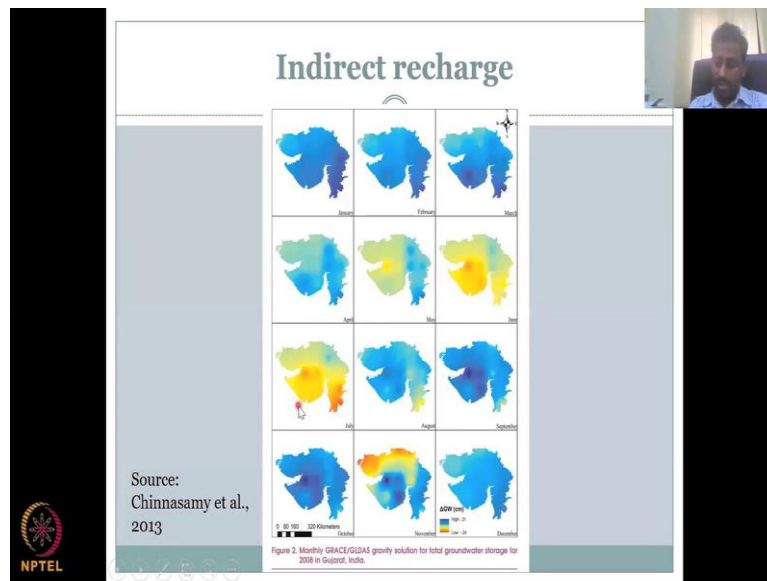 Indirect recharge
January
February
March
April
May
June
July
August
September
October
November
December
0 80 160 320 Kilometers
ΔGW (cm)
High : 21
Figure 2. Monthly GRACE/GLDAS gravity solution for total groundwater storage for
2008 in Gujarat, India.
Source:
Chinnasamy et al.,
2013
NPTEL